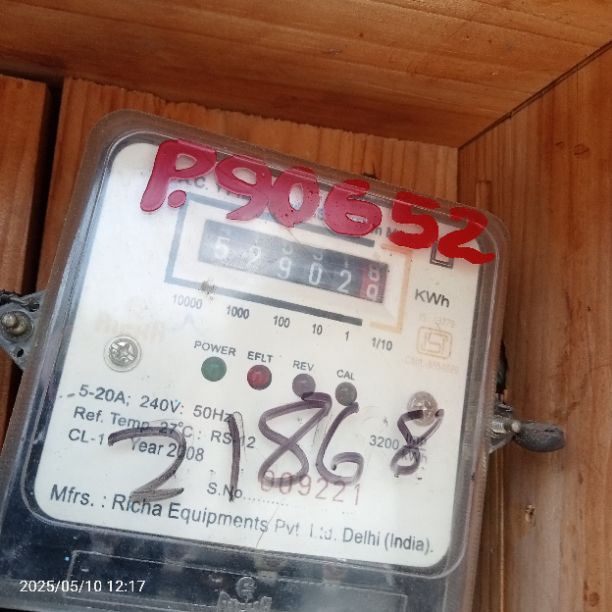 P.90652
529028
KWh
10000 1000 100 10 1 1/10
POWER EFLT REV CAL
5-20A; 240V: 50Hz
Ref. Temp. 27°C : RS-12
CL-1 Year 2008
3200
21868
S.No. 009221
Mfrs. : Richa Equipments Pvt. Ltd. Delhi (India).
2025/05/10 12:17